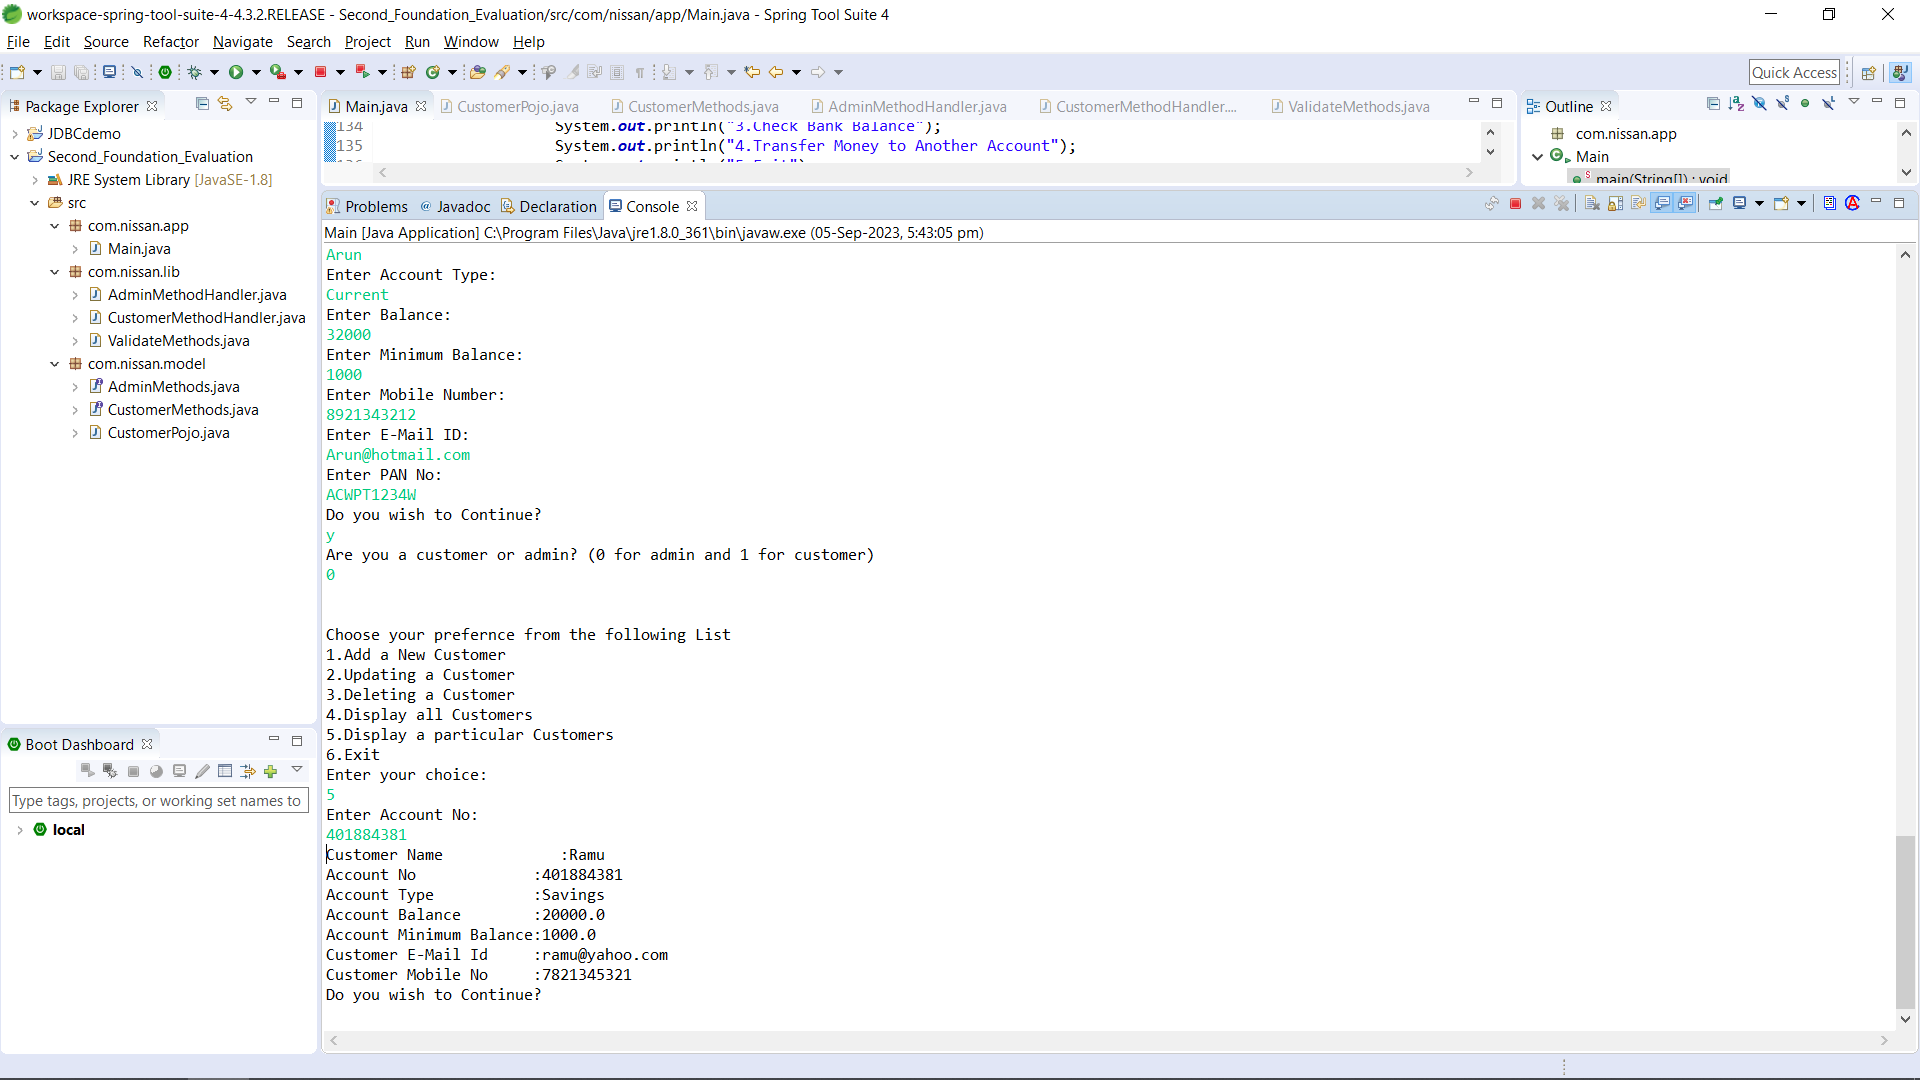 workspace-spring-tool-suite-4-4.3.2.RELEASE - Second_Foundation_Evaluation/src/com/nissan/app/Main.java - Spring Tool Suite 4
File Edit Source Refactor Navigate Search Project Run Window Help
Quick Access
Package Explorer
JDBCdemo
Second_Foundation_Evaluation
JRE System Library [JavaSE-1.8]
src
com.nissan.app
Main.java
com.nissan.lib
AdminMethodHandler.java
CustomerMethodHandler.java
ValidateMethods.java
com.nissan.model
AdminMethods.java
CustomerMethods.java
CustomerPojo.java
Boot Dashboard
Type tags, projects, or working set names to
local
Main.java CustomerPojo.java CustomerMethods.java AdminMethodHandler.java CustomerMethodHandler.... ValidateMethods.java
134 System.out.println("3.Check Bank Balance");
135 System.out.println("4.Transfer Money to Another Account");
136 System.out.println("5.Exit")
Outline
com.nissan.app
Main
main(String[]) : void
Problems Javadoc Declaration Console
Main [Java Application] C:\Program Files\Java\jre1.8.0_361\bin\javaw.exe (05-Sep-2023, 5:43:05 pm)
Arun
Enter Account Type:
Current
Enter Balance:
32000
Enter Minimum Balance:
1000
Enter Mobile Number:
8921343212
Enter E-Mail ID:
Arun@hotmail.com
Enter PAN No:
ACWPT1234W
Do you wish to Continue?
y
Are you a customer or admin? (0 for admin and 1 for customer)
0
Choose your prefernce from the following List
1.Add a New Customer
2.Updating a Customer
3.Deleting a Customer
4.Display all Customers
5.Display a particular Customers
6.Exit
Enter your choice:
5
Enter Account No:
401884381
Customer Name :Ramu
Account No :401884381
Account Type :Savings
Account Balance :20000.0
Account Minimum Balance:1000.0
Customer E-Mail Id :ramu@yahoo.com
Customer Mobile No :7821345321
Do you wish to Continue?